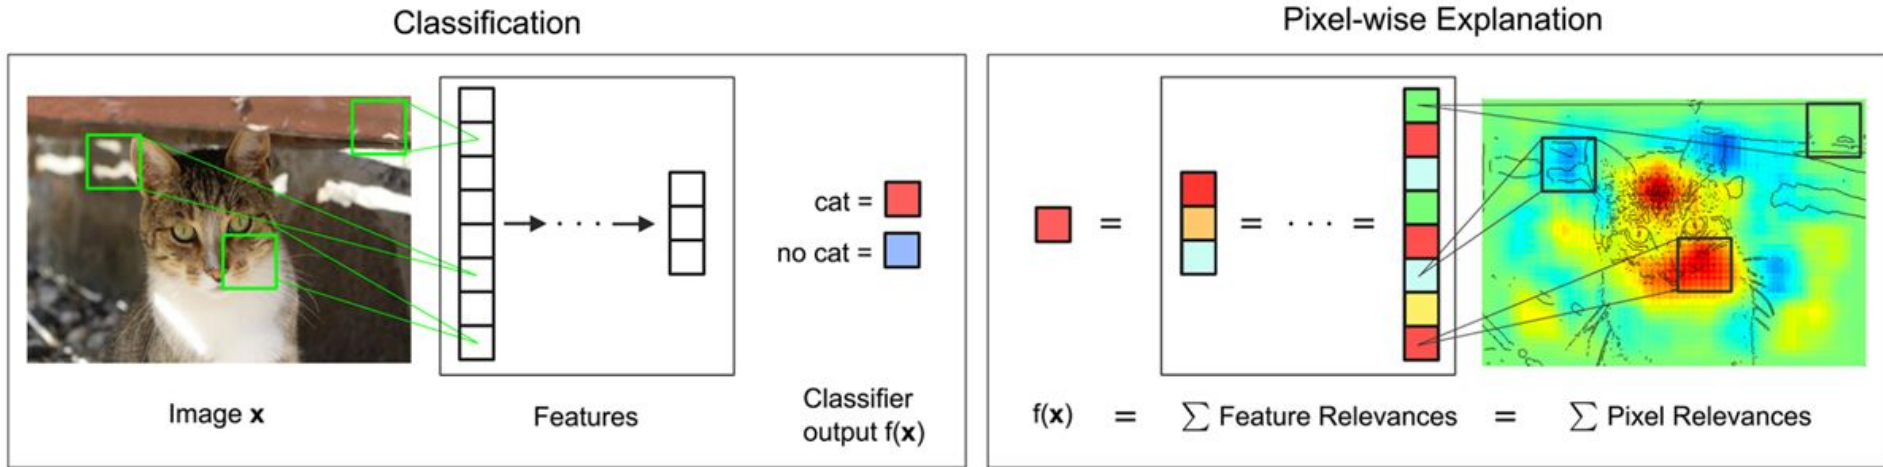 Classification
cat =
no cat =
Image x
Features
Classifier
output f(x)
Pixel-wise Explanation
= = · · · =
f(x) = ∑ Feature Relevances = ∑ Pixel Relevances